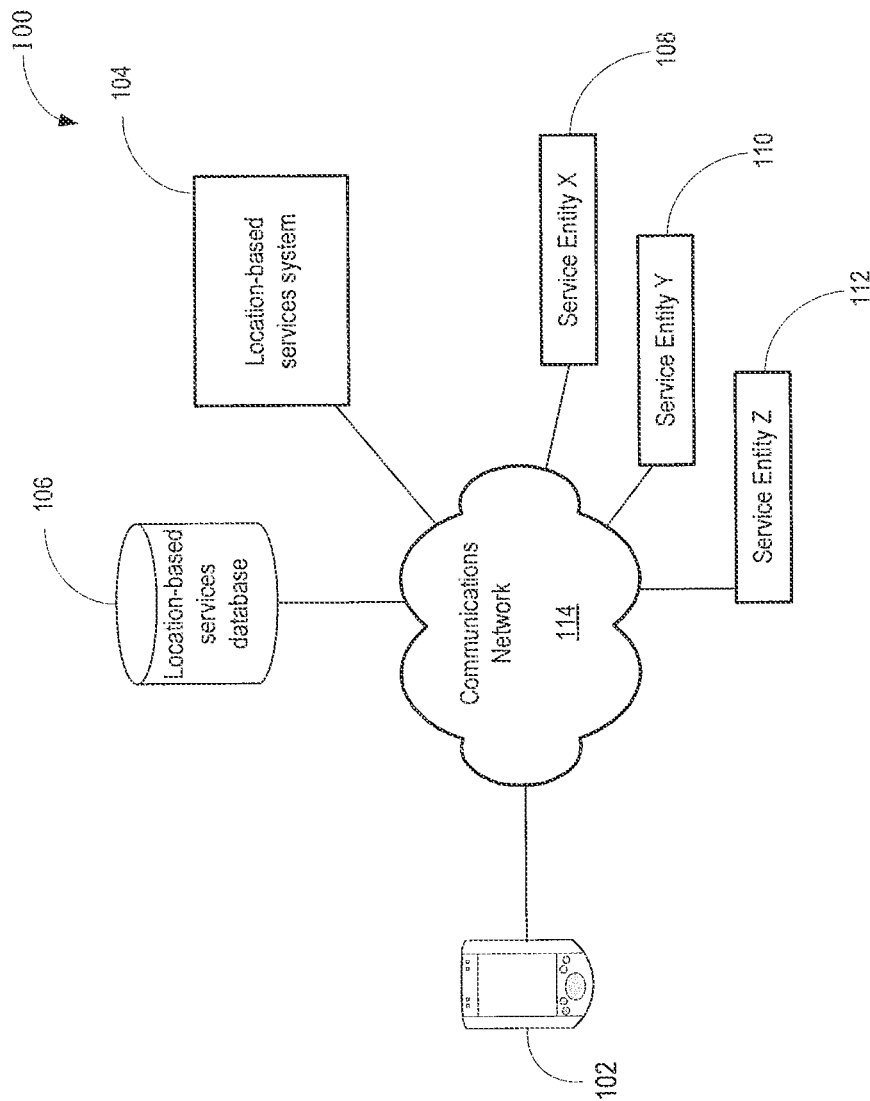 100
104
Location-based
services system
106
Location-based
services
database
108
Service Entity X
110
Service Entity Y
112
Service Entity Z
Communications
Network
114
102